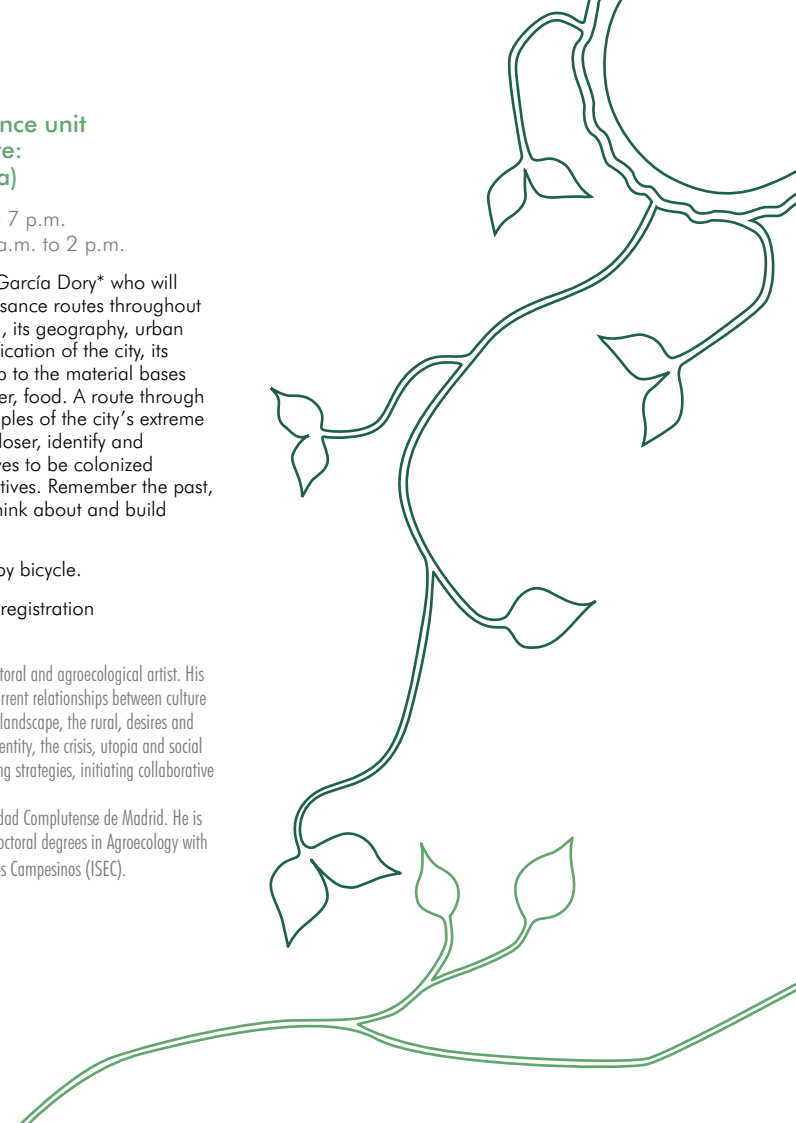 nce unit
re:
a)
7 p.m.
a.m. to 2 p.m.
García Dory* who will
sance routes throughout
, its geography, urban
ication of the city, its
o to the material bases
er, food. A route through
ples of the city's extreme
loser, identify and
ves to be colonized
tives. Remember the past,
hink about and build
by bicycle.
registration
toral and agroecological artist. His
urrent relationships between culture
landscape, the rural, desires and
entity, the crisis, utopia and social
ng strategies, initiating collaborative
dad Complutense de Madrid. He is
octoral degrees in Agroecology with
os Campesinos (ISEC).